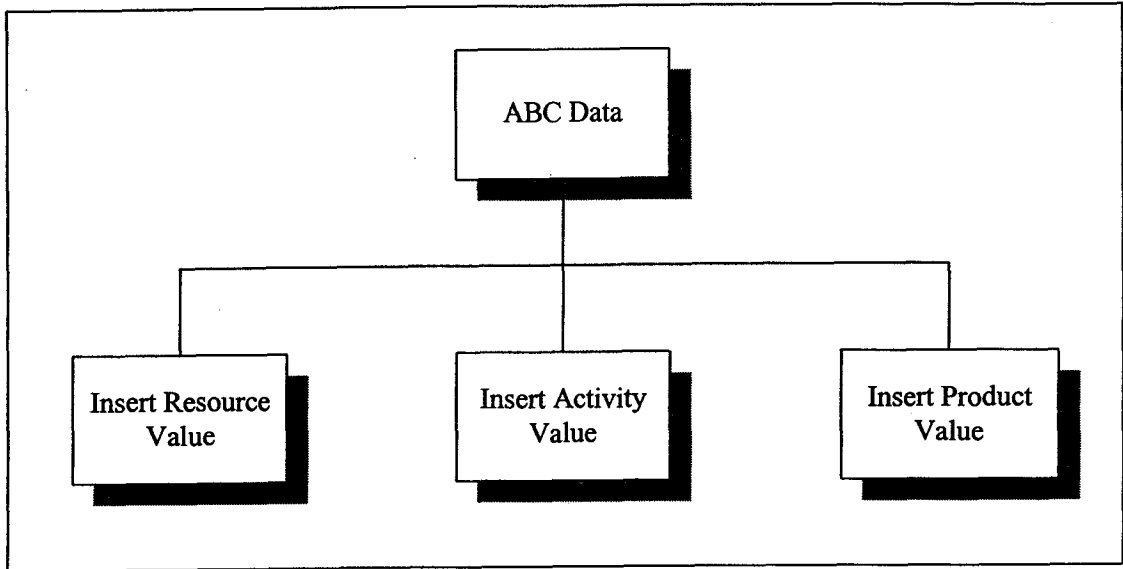 ABC Data
Insert Resource
Value
Insert Activity
Value
Insert Product
Value